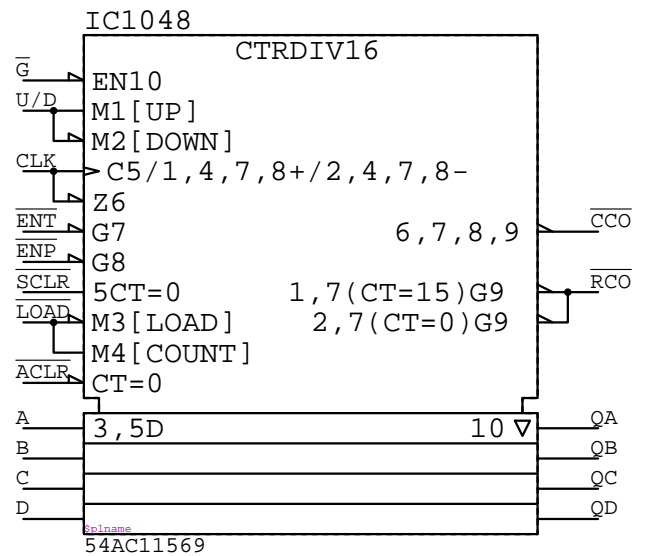 IC1048
CTRDIV16
G
EN10
U/D
M1[UP]
M2[DOWN]
CLK
C5/1,4,7,8+/2,4,7,8-
Z6
ENT
G7
6,7,8,9
CCO
ENP
G8
SCLR
5CT=0
1,7(CT=15)G9
RCO
LOAD
M3[LOAD]
2,7(CT=0)G9
M4[COUNT]
ACLR
CT=0
A
3,5D
10
QA
B
QB
C
QC
D
QD
$plname
54AC11569